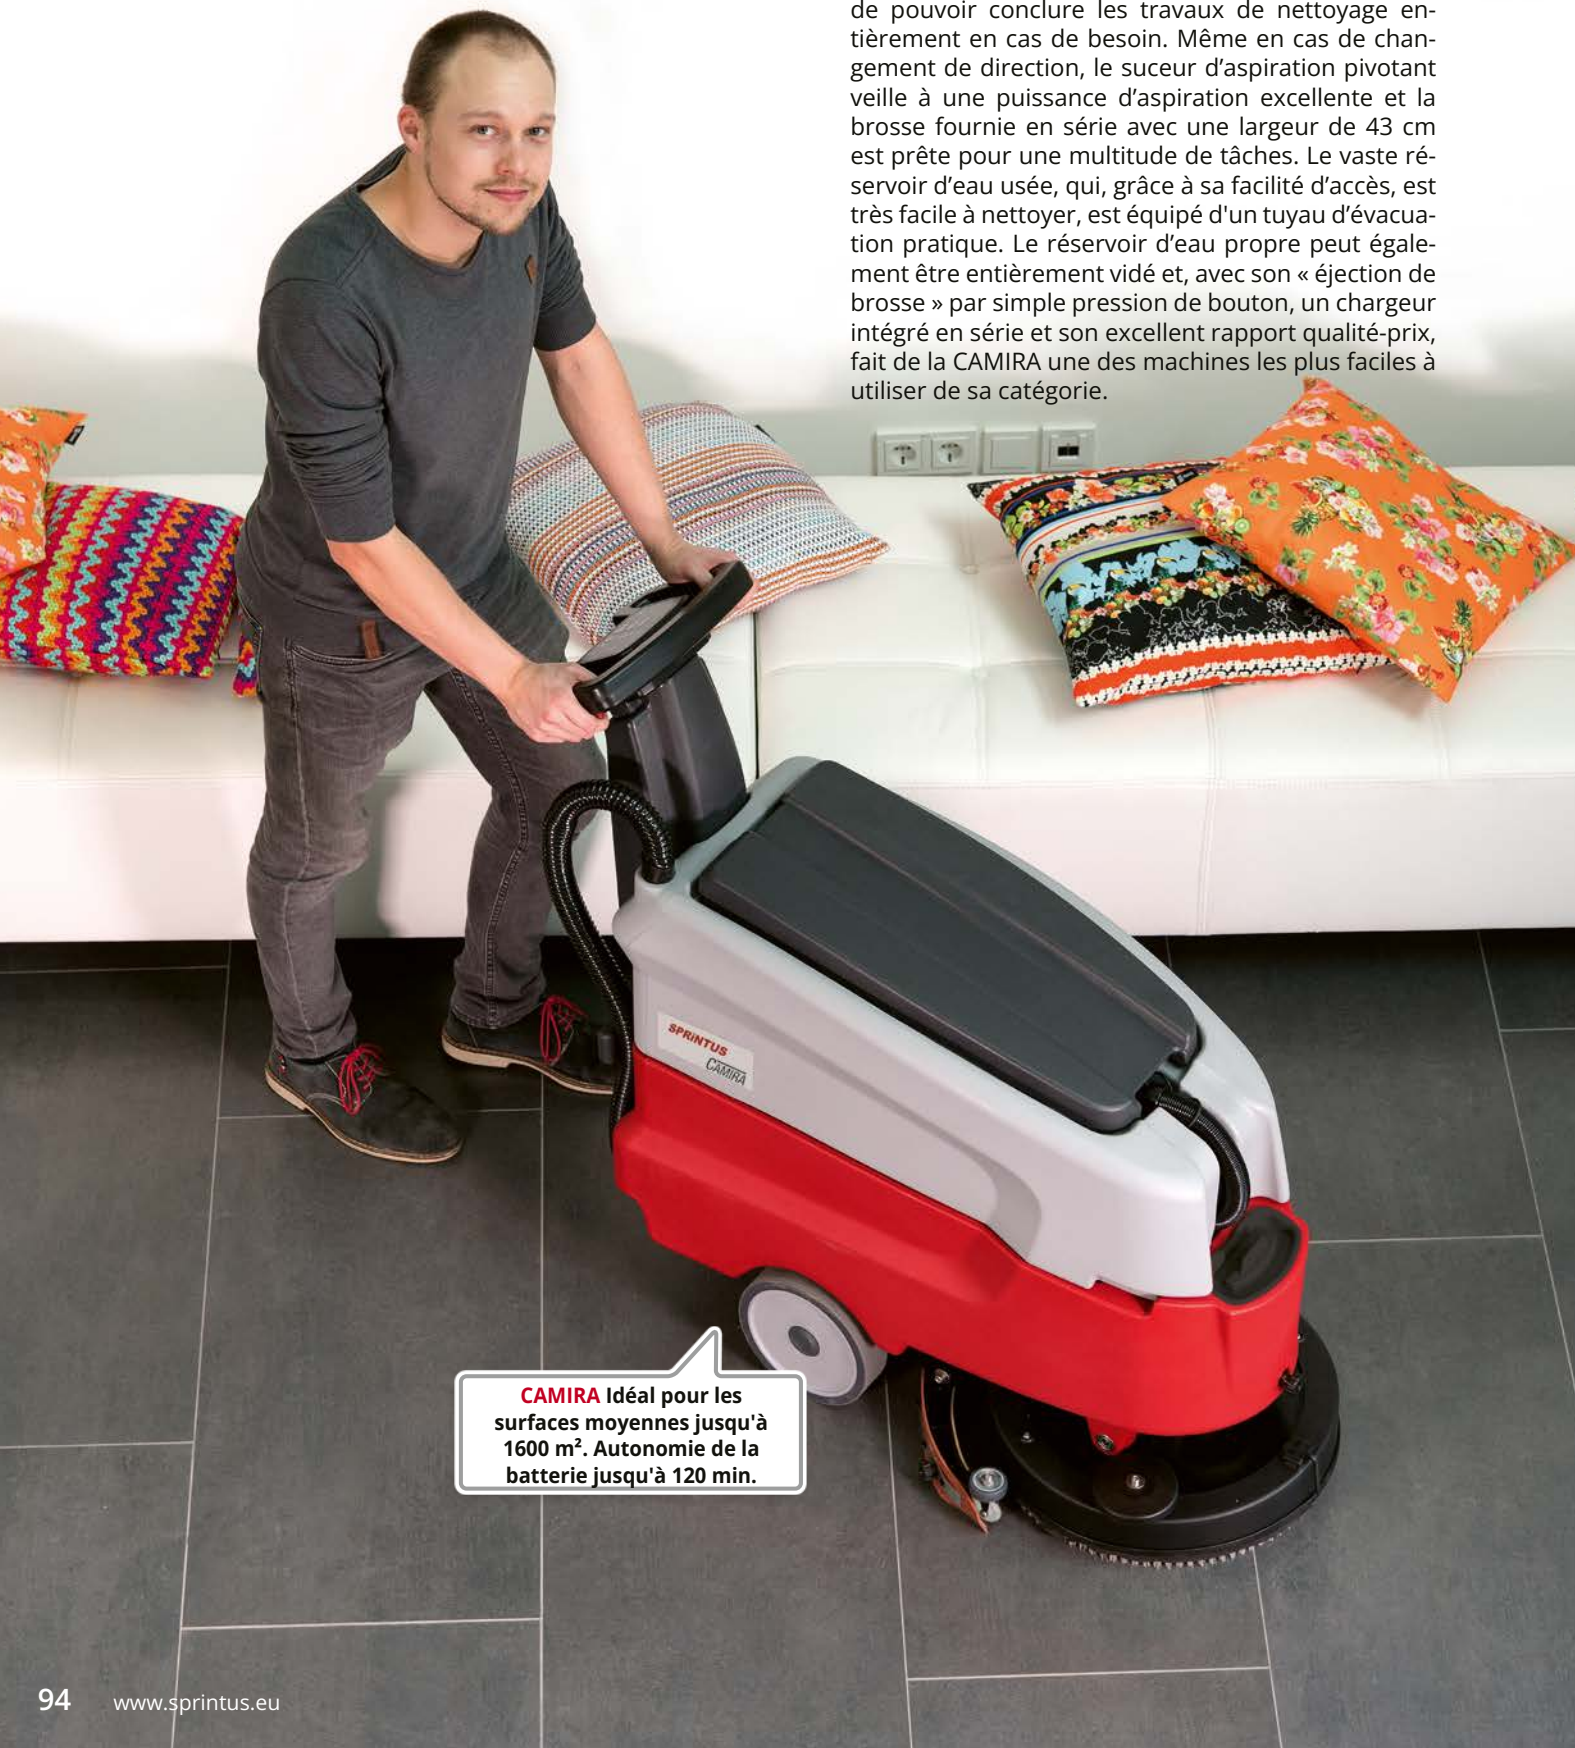 de pouvoir conclure les travaux de nettoyage en-
tièrement en cas de besoin. Même en cas de chan-
gement de direction, le suceur d’aspiration pivotant
veille à une puissance d’aspiration excellente et la
brosse fournie en série avec une largeur de 43 cm
est prête pour une multitude de tâches. Le vaste ré-
servoir d’eau usée, qui, grâce à sa facilité d’accès, est
très facile à nettoyer, est équipé d'un tuyau d’évacua-
tion pratique. Le réservoir d’eau propre peut égale-
ment être entièrement vidé et, avec son « éjection de
brosse » par simple pression de bouton, un chargeur
intégré en série et son excellent rapport qualité-prix,
fait de la CAMIRA une des machines les plus faciles à
utiliser de sa catégorie.
SPRiNTUS
CAMIRA
CAMIRA Idéal pour les
surfaces moyennes jusqu'à
1600 m². Autonomie de la
batterie jusqu'à 120 min.
94 www.sprintus.eu